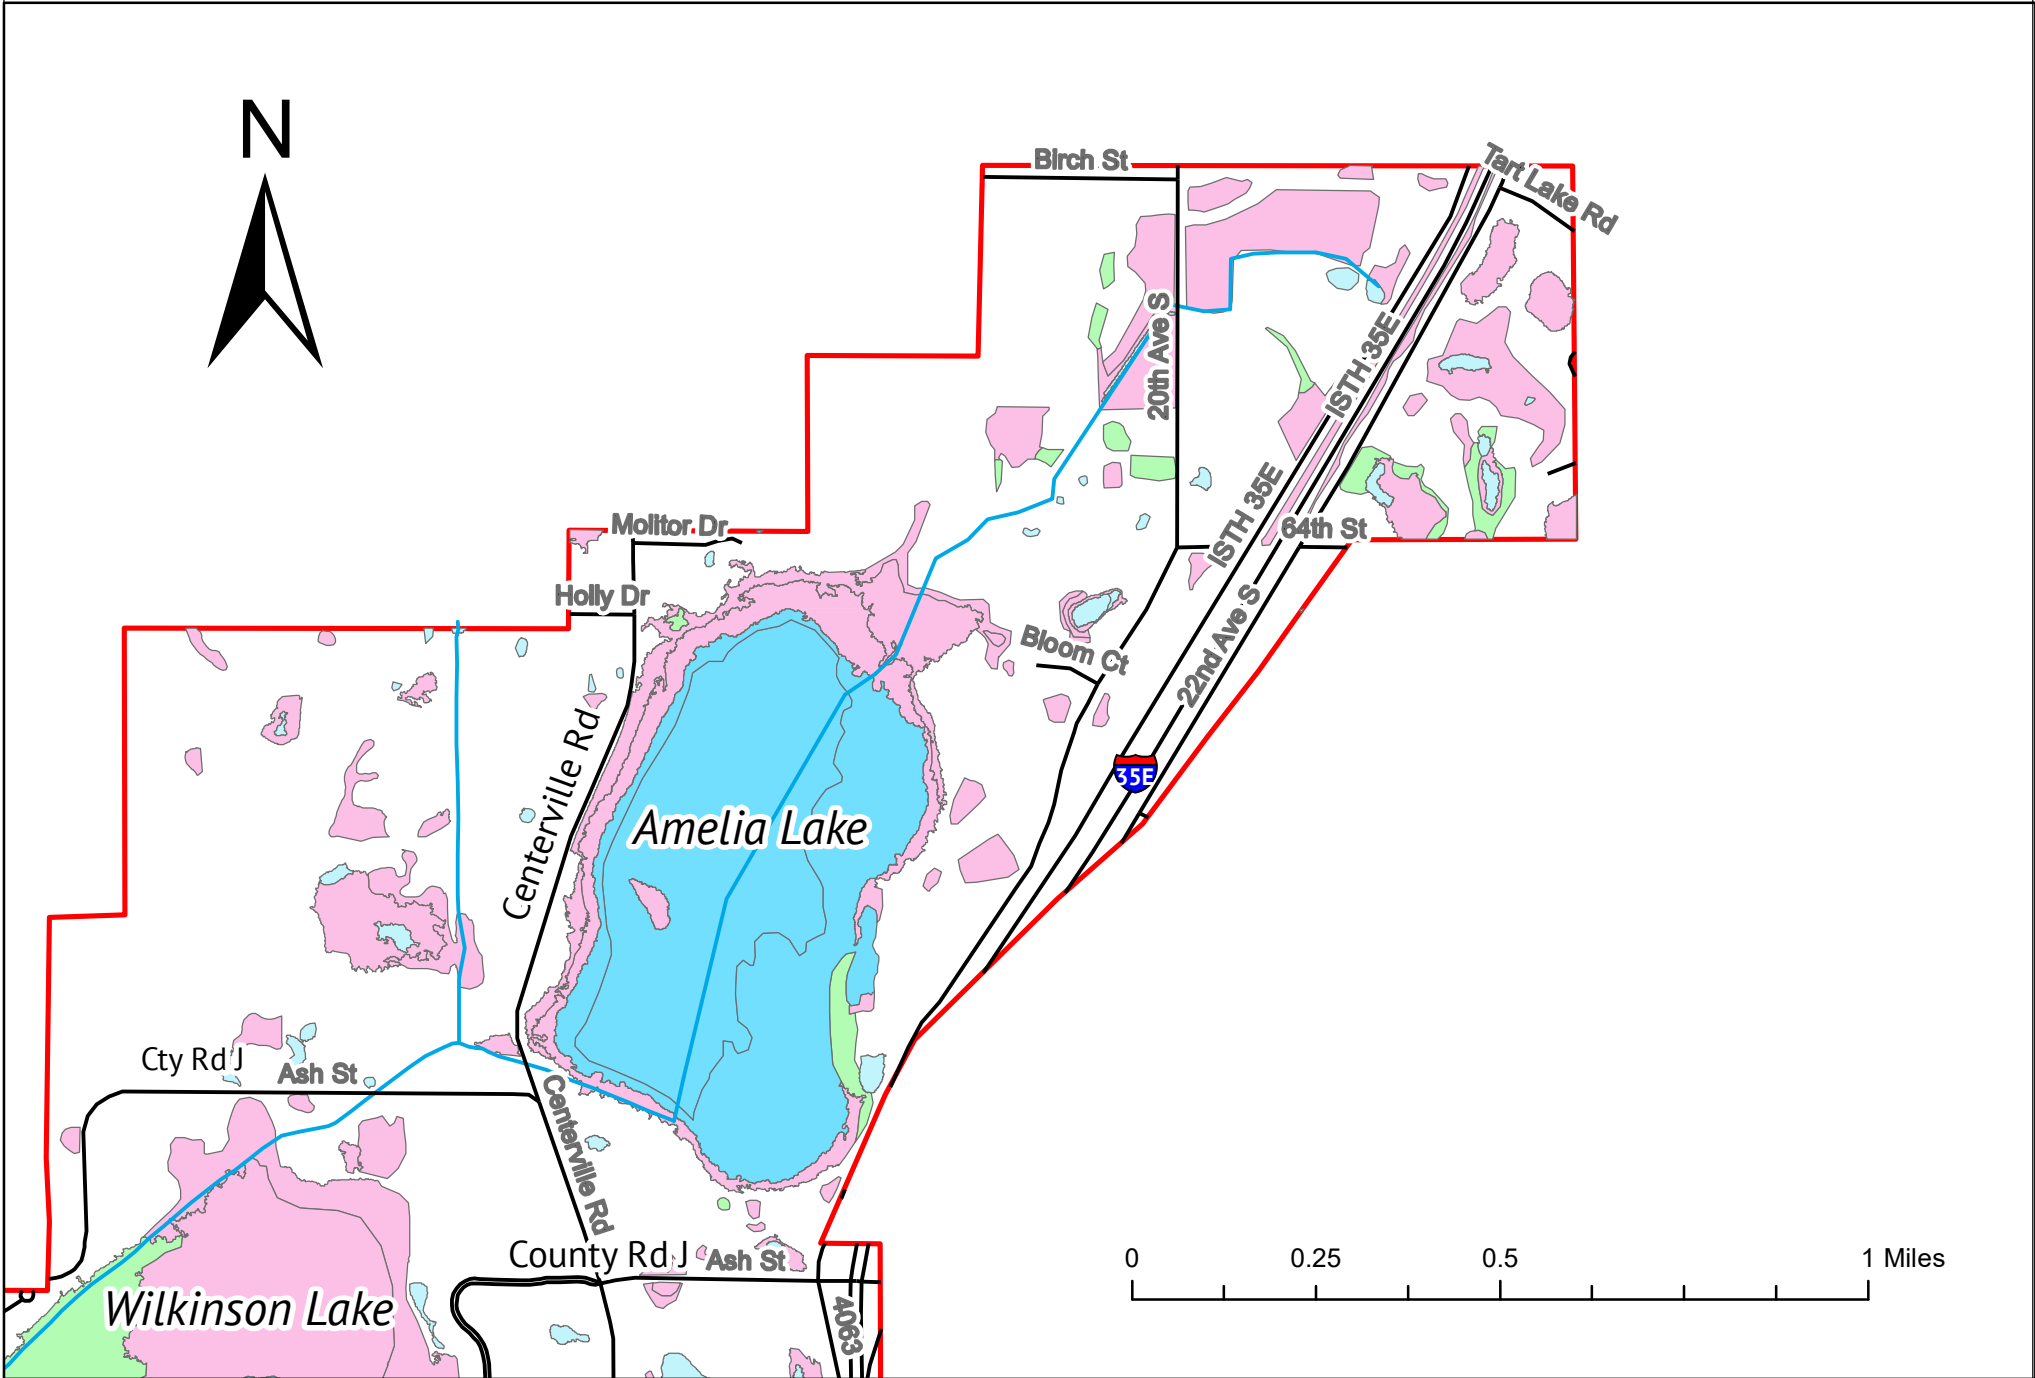 N
Birch St
Tart Lake Rd
20th Ave S
ISTH 35E
ISTH 35E
Molitor Dr
64th St
Holly Dr
Bloom Ct
22nd Ave S
Centerville Rd
35E
Amelia Lake
Cty Rd J
Ash St
Centerville Rd
County Rd J
Ash St
0 0.25 0.5 1 Miles
Wilkinson Lake
4063